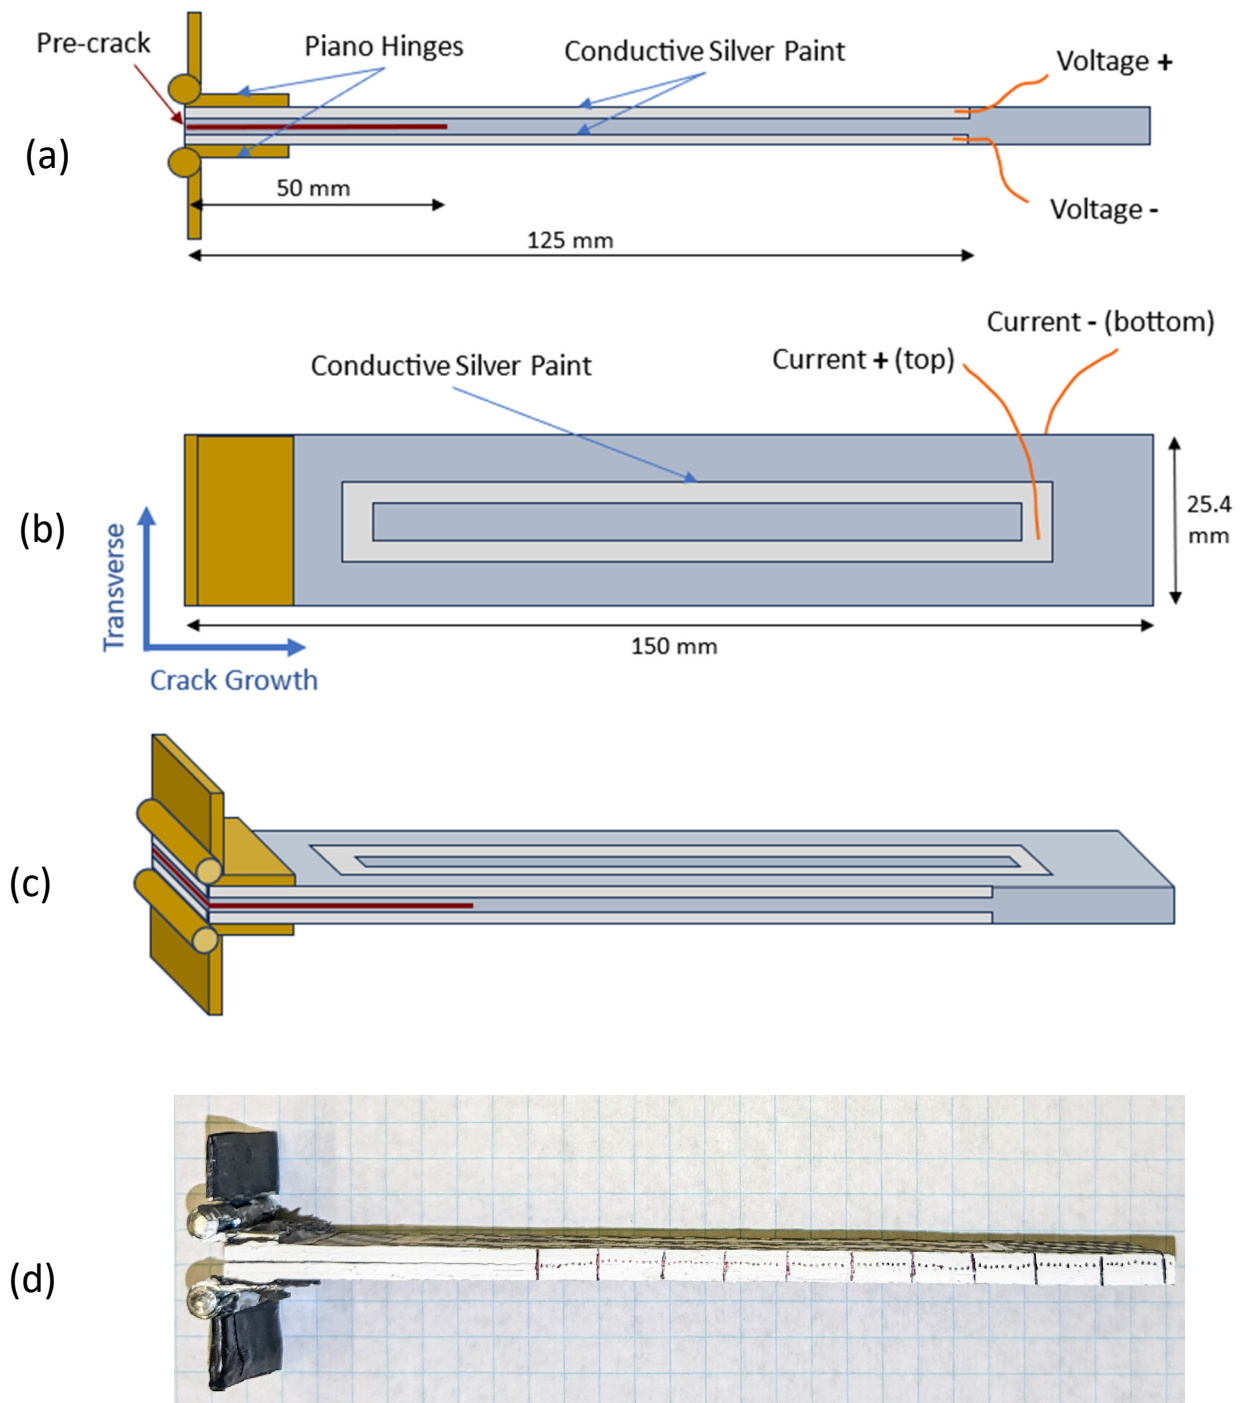 Pre-crack
Piano Hinges
Conductive Silver Paint
Voltage +
(a)
50 mm
Voltage -
125 mm
Current - (bottom)
Conductive Silver Paint
Current + (top)
(b)
25.4
mm
Transverse
150 mm
Crack Growth
(c)
(d)